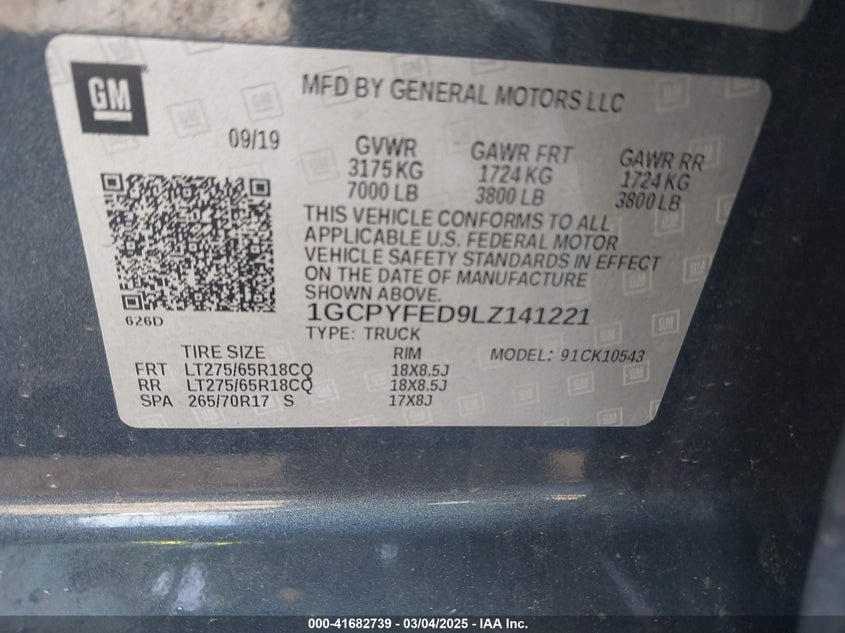 GM
MFD BY GENERAL MOTORS LLC
09/19
GVWR GAWR FRT GAWR RR
3175 KG 1724 KG 1724 KG
7000 LB 3800 LB 3800 LB
THIS VEHICLE CONFORMS TO ALL
APPLICABLE U.S. FEDERAL MOTOR
VEHICLE SAFETY STANDARDS IN EFFECT
ON THE DATE OF MANUFACTURE
SHOWN ABOVE.
626D
1GCPYFED9LZ141221
TYPE: TRUCK
TIRE SIZE RIM MODEL: 91CK10543
FRT LT275/65R18CQ 18X8.5J
RR LT275/65R18CQ 18X8.5J
SPA 265/70R17 S 17X8J
000-41682739 - 03/04/2025 - IAA Inc.